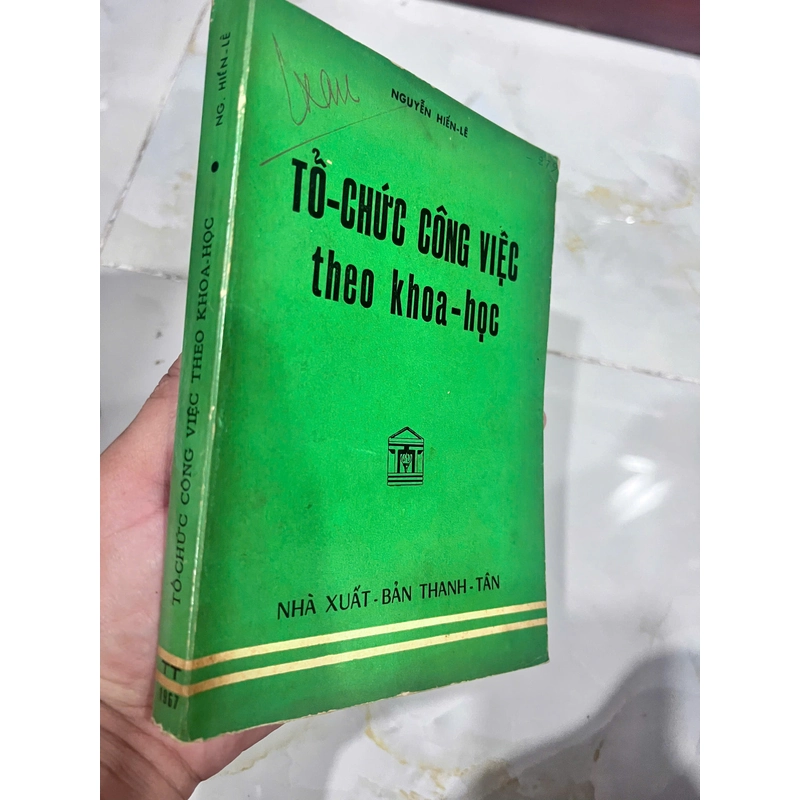 NGUYỄN HIẾN-LÊ
TỔ-CHỨC CÔNG VIỆC
theo khoa-học
NHÀ XUẤT-BẢN THANH-TÂN
NG. HIẾN-LÊ • TỔ-CHỨC CÔNG VIỆC THEO KHOA-HỌC
TT
1967